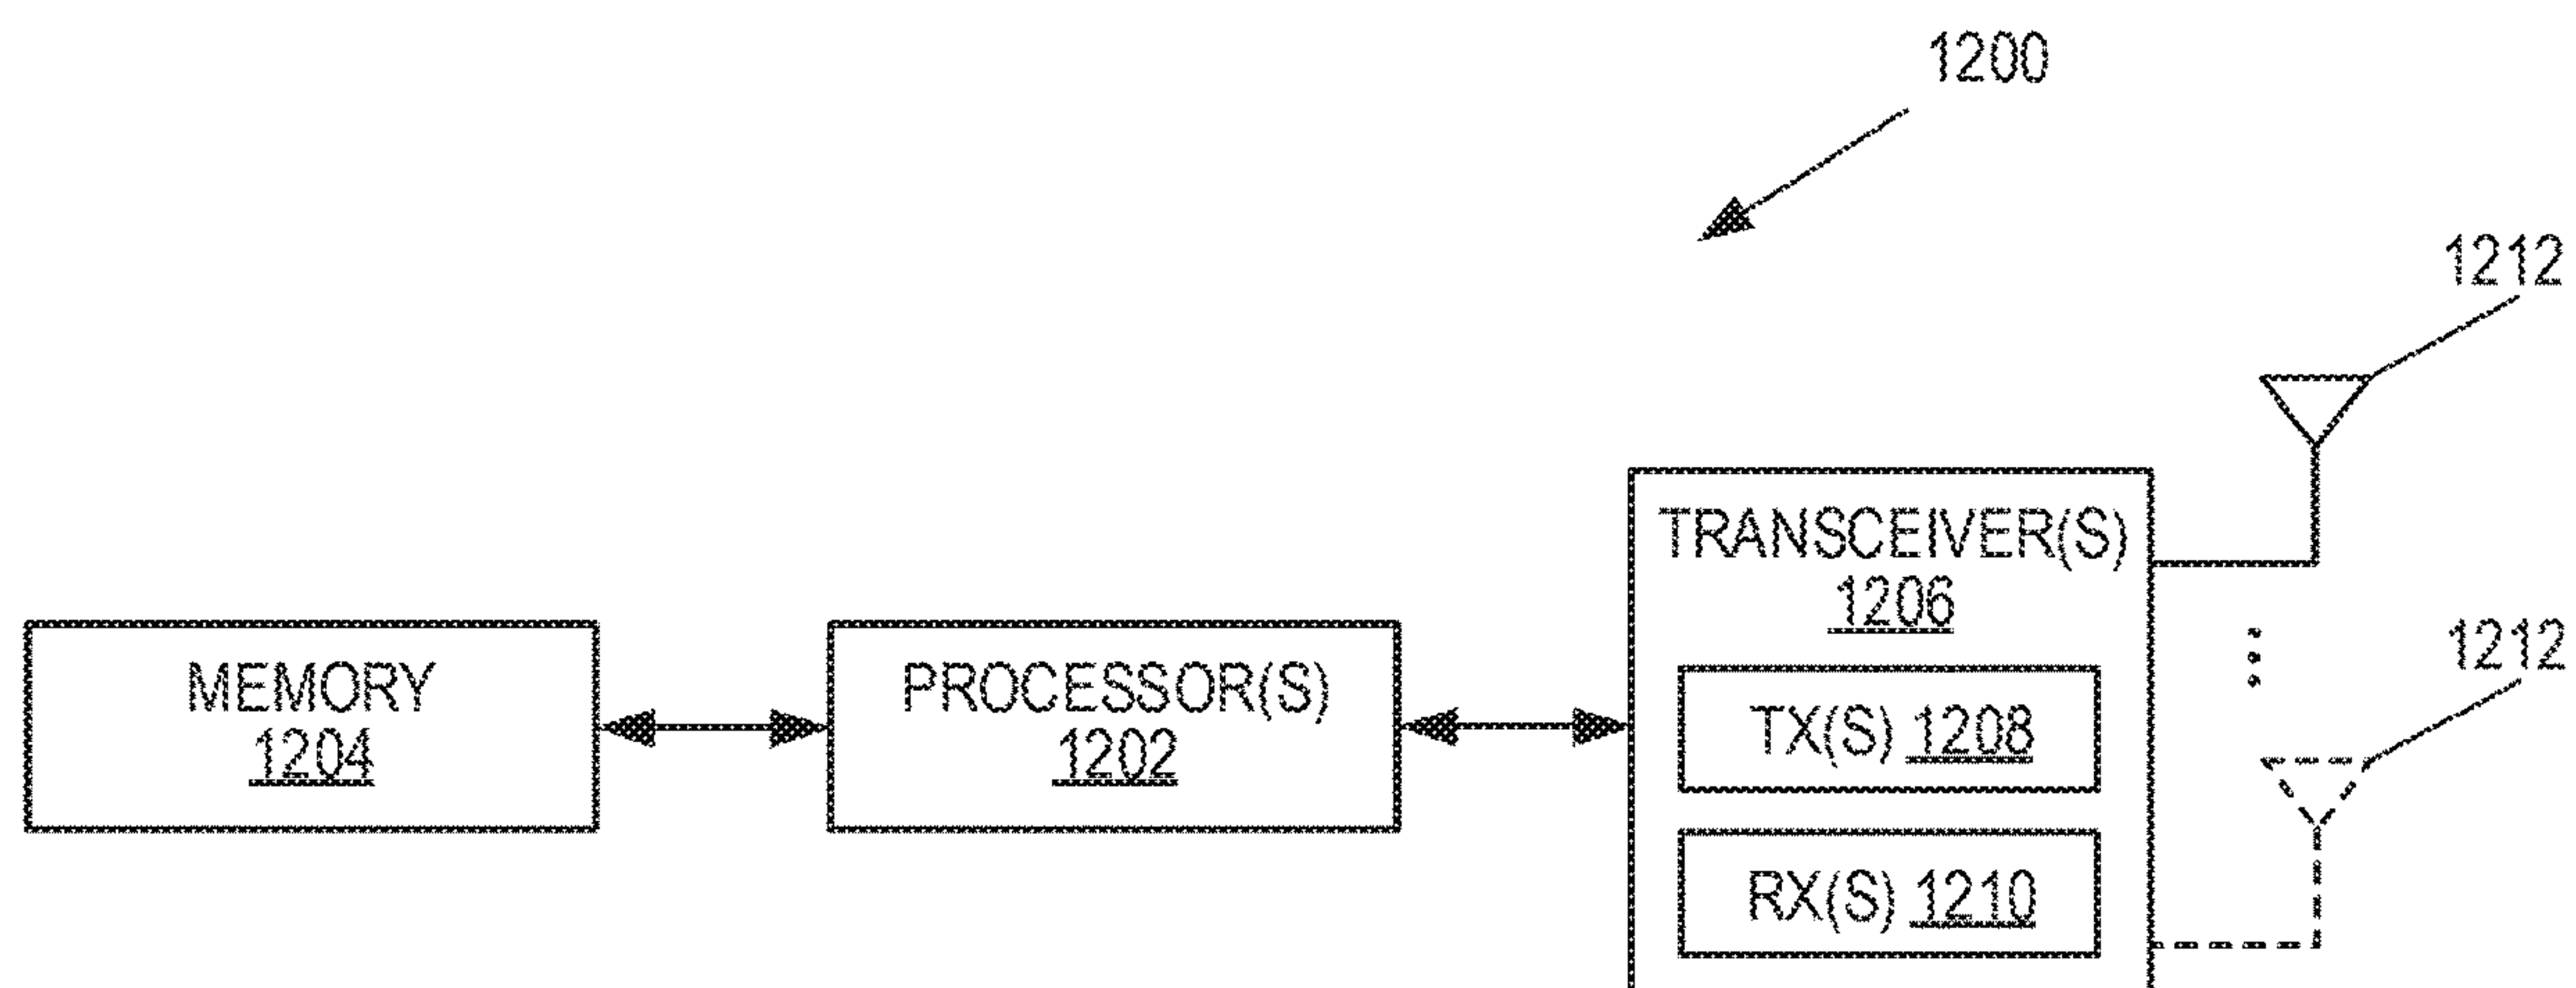 1200
1212
TRANSCEIVER(S)
1206
1212
MEMORY
1204
PROCESSOR(S)
1202
TX(S) 1208
RX(S) 1210